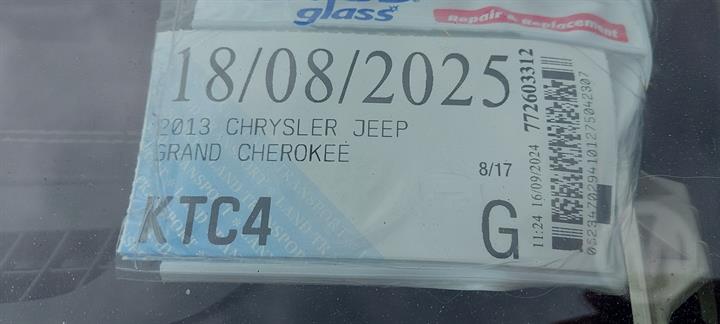 glass
Repair & Replacement
18/08/2025
2013 CHRYSLER JEEP
GRAND CHEROKEE
8/17
KTC4
G
11:24 16/09/2024 772603312